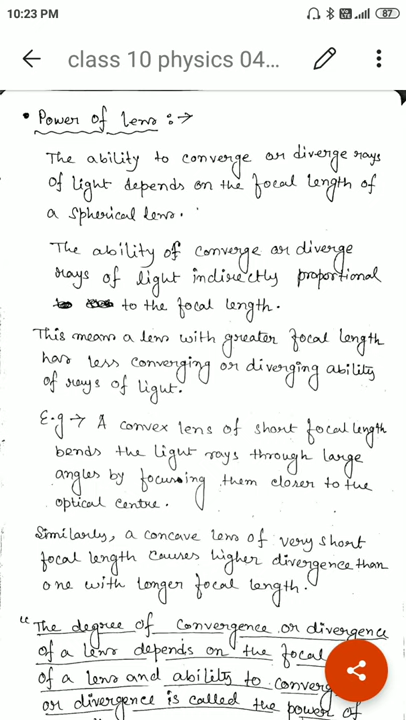 10:23 PM
87
class 10 physics 04...
• Power of lens :→
The ability to converge or diverge rays
of light depends on the focal length of
a spherical lens.
The ability of converge or diverge
rays of light indirectly proportional
to the focal length.
This means a lens with greater focal length
has less converging or diverging ability
of rays of light.
E.g → A convex lens of short focal length
bends the light rays through large
angles by focusing them closer to the
optical centre.
Similarly, a concave lens of very short
focal length causes higher divergence than
one with longer focal length.
"The degree of convergence or divergence
of a lens depends on the focal
of a lens and ability to converg
or divergence is called the power of